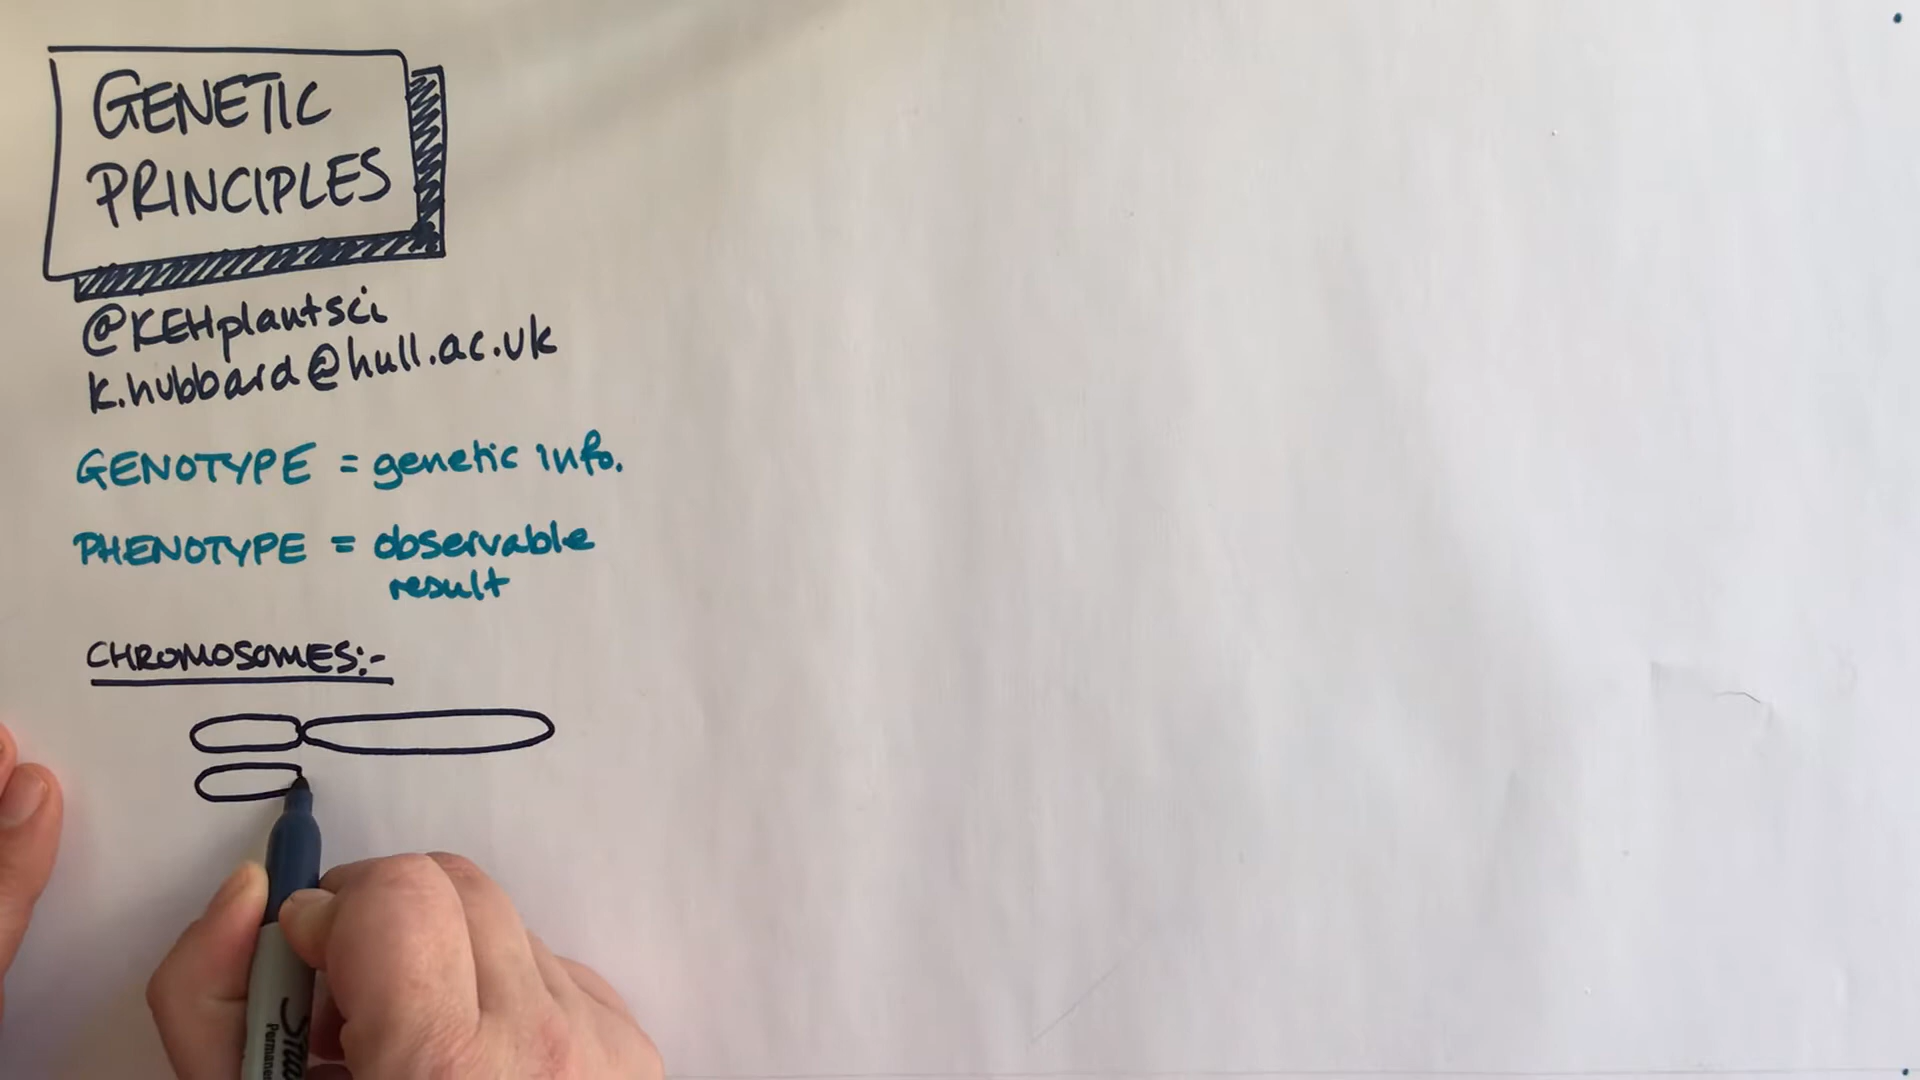 GENETIC
PRINCIPLES
@KEHplantsci
k.hubbard@hull.ac.uk
GENOTYPE = genetic info.
PHENOTYPE = observable
result
CHROMOSOMES:-